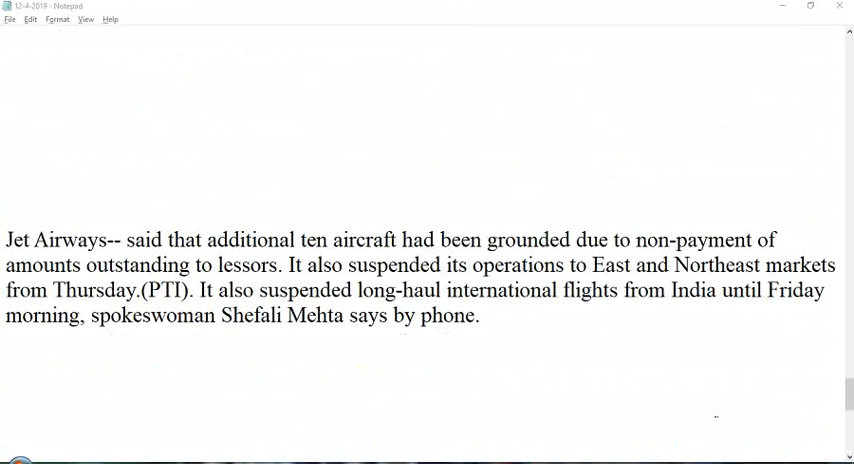 12-4-2019 - Notepad
File Edit Format View Help
Jet Airways-- said that additional ten aircraft had been grounded due to non-payment of
amounts outstanding to lessors. It also suspended its operations to East and Northeast markets
from Thursday.(PTI). It also suspended long-haul international flights from India until Friday
morning, spokeswoman Shefali Mehta says by phone.